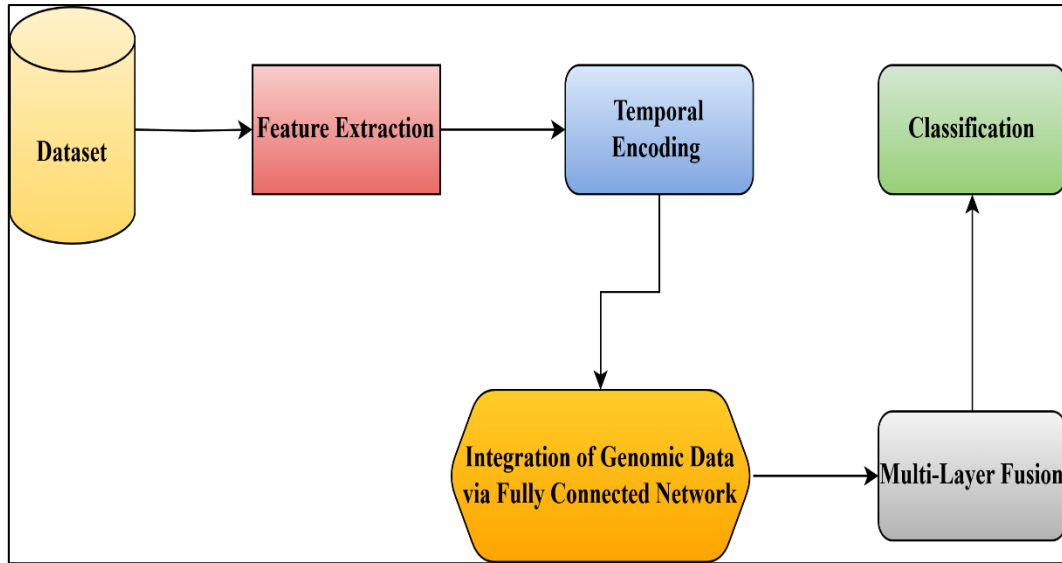 Dataset
Feature Extraction
Temporal
Encoding
Classification
Integration of Genomic Data
via Fully Connected Network
Multi-Layer Fusion